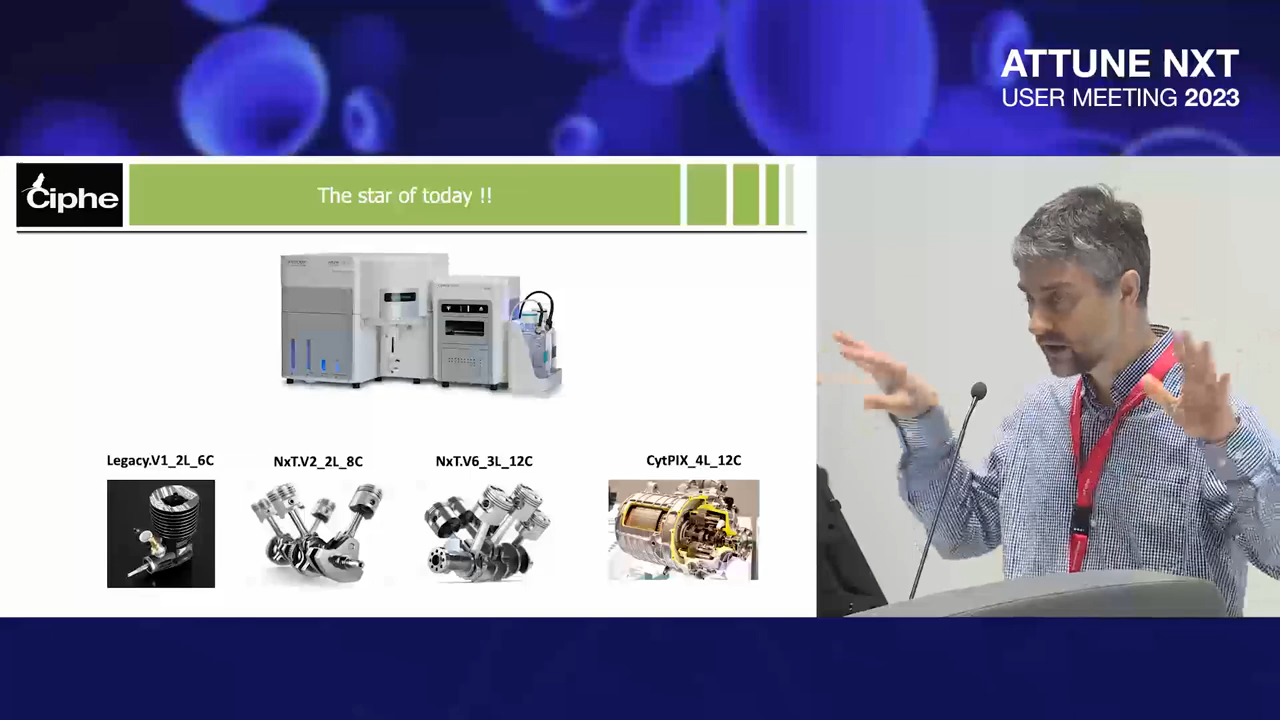 ATTUNE NXT
USER MEETING 2023
Ciphe
The star of today !!
Legacy.V1_2L_6C
NxT.V2_2L_8C
NxT.V6_3L_12C
CytPIX_4L_12C